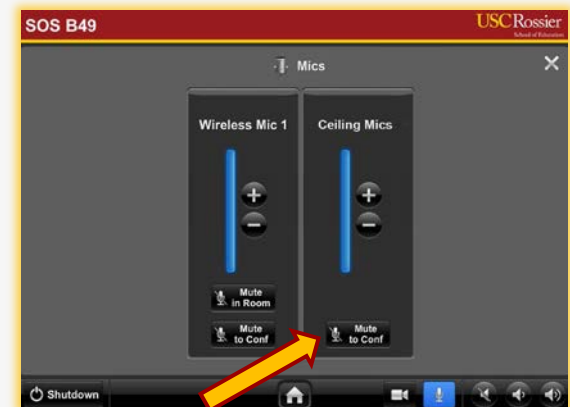 SOS B49
USC Rossier
School of Education
Mics
Wireless Mic 1
Ceiling Mics
Mute
in Room
Mute
to Conf
Mute
to Conf
Shutdown